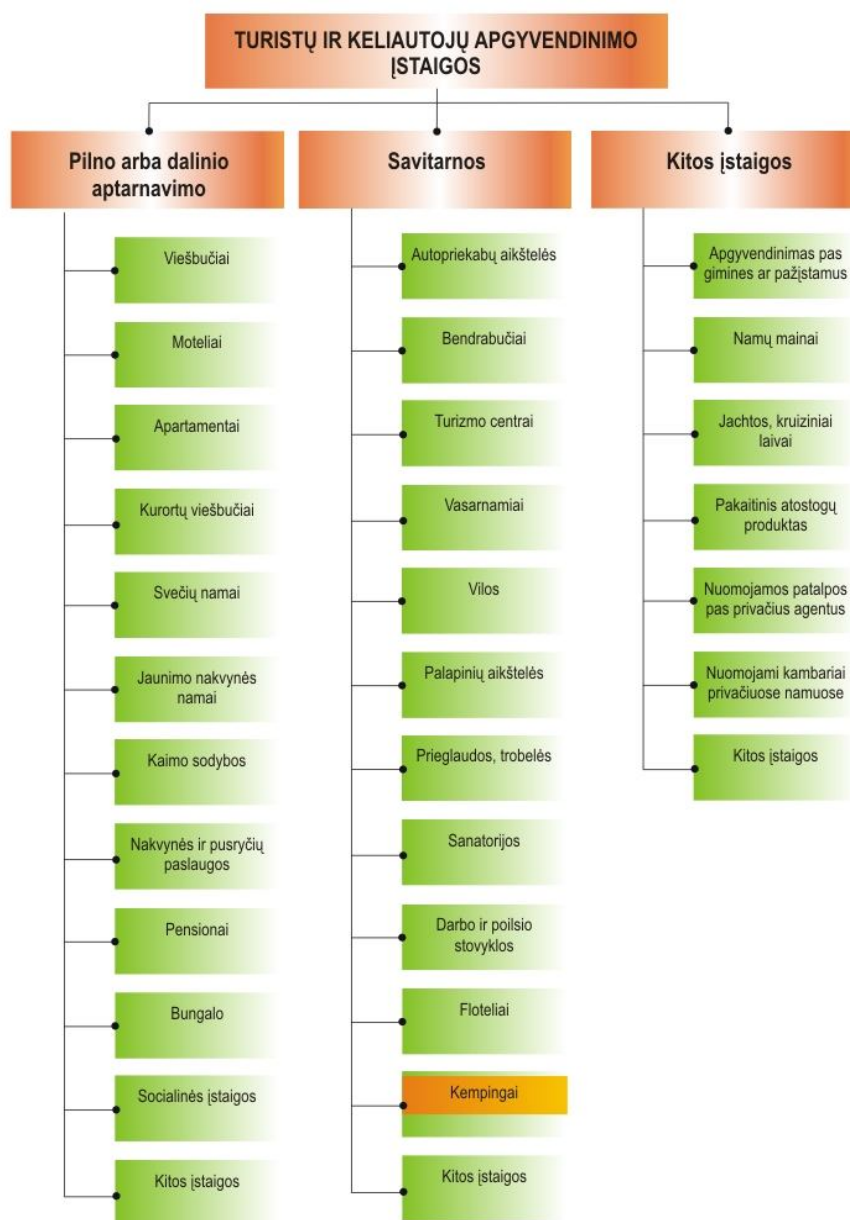 TURISTŲ IR KELIAUTOJŲ APGYVENDINIMO
ĮSTAIGOS
Pilno arba dalinio
aptarnavimo
Viešbučiai
Moteliai
Apartamentai
Kurortų viešbučiai
Svečių namai
Jaunimo nakvynės
namai
Kaimo sodybos
Nakvynės ir pusryčių
paslaugos
Pensionai
Bungalo
Socialinės įstaigos
Kitos įstaigos
Savitarnos
Autopriekabų aikštelės
Bendrabučiai
Turizmo centrai
Vasarnamiai
Vilos
Palapinių aikštelės
Prieglaudos, trobelės
Sanatorijos
Darbo ir poilsio
stovyklos
Floteliai
Kempingai
Kitos įstaigos
Kitos įstaigos
Apgyvendinimas pas
gimines ar pažįstamus
Namų mainai
Jachtos, kruiziniai
laivai
Pakaitinis atostogų
produktas
Nuomojamos patalpos
pas privačius agentus
Nuomojami kambariai
privačiuose namuose
Kitos įstaigos